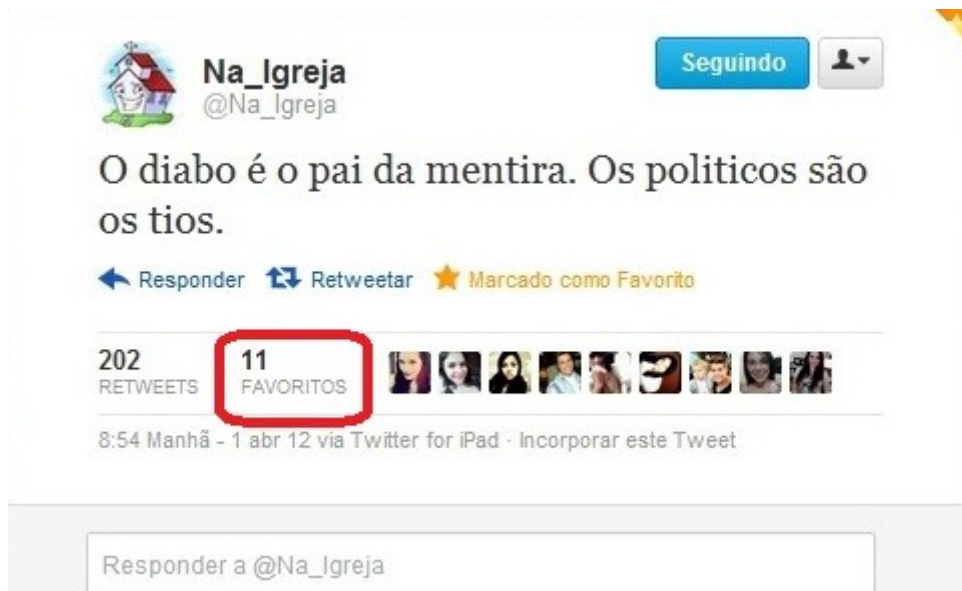 Na_Igreja
@Na_Igreja
Seguindo
O diabo é o pai da mentira. Os politicos são
os tios.
Responder Retweetar Marcado como Favorito
202 11
RETWEETS FAVORITOS
8:54 Manhã - 1 abr 12 via Twitter for iPad · Incorporar este Tweet
Responder a @Na_Igreja